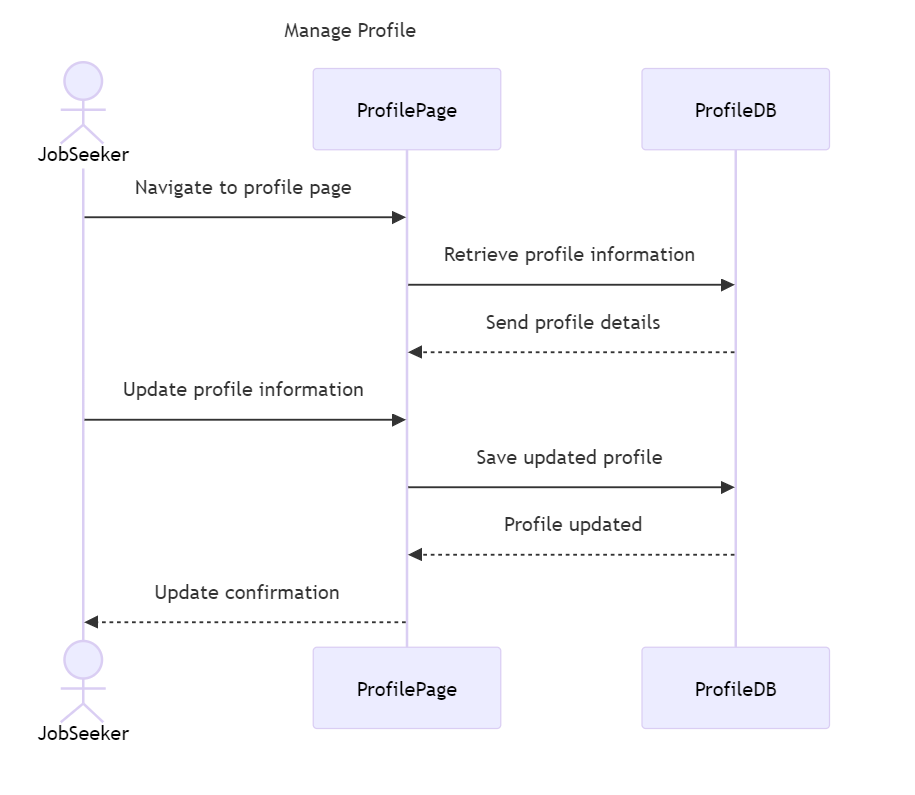 Manage Profile
JobSeeker
ProfilePage
ProfileDB
Navigate to profile page
Retrieve profile information
Send profile details
Update profile information
Save updated profile
Profile updated
Update confirmation
JobSeeker
ProfilePage
ProfileDB